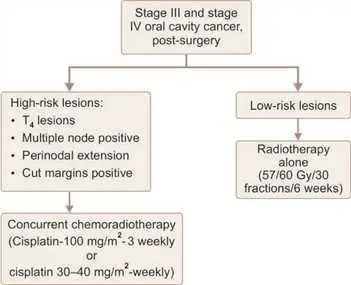 Stage III and stage
IV oral cavity cancer,
post-surgery
High-risk lesions:
• T4 lesions
• Multiple node positive
• Perinodal extension
• Cut margins positive
Low-risk lesions
Radiotherapy
alone
(57/60 Gy/30
fractions/6 weeks)
Concurrent chemoradiotherapy
(Cisplatin-100 mg/m²-3 weekly
or
cisplatin 30–40 mg/m²-weekly)